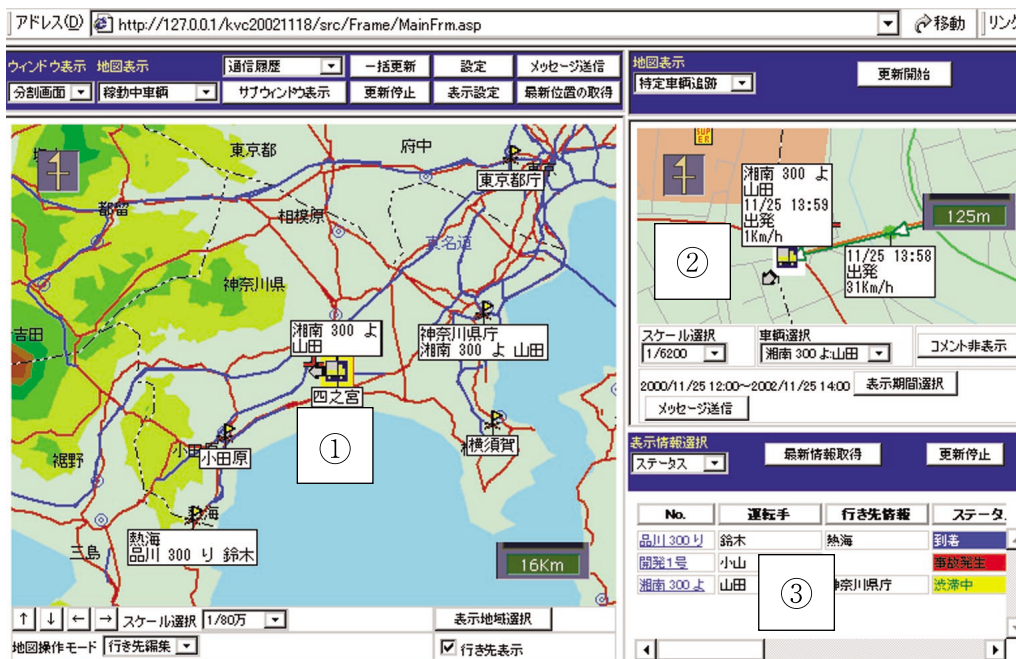 アドレス(D) http://127.0.0.1/kvc20021118/src/Frame/MainFrm.asp 移動 リンク
ウィンドウ表示 地図表示 通信履歴 一括更新 設定 メッセージ送信
分割画面 稼動中車輌 サブウィンドウ表示 更新停止 表示設定 最新位置の取得
東京都
府中
東京
東京都庁
都留
相模原
東名道
神奈川県
吉田
湘南 300 よ
山田
神奈川県庁
湘南 300 よ 山田
四之宮
①
横須賀
小田原
小田原
裾野
熱海
熱海
品川 300 り 鈴木
三島
16Km
↑ ↓ ← → スケール選択 1/80万 表示地域選択
地図操作モード 行き先編集 行き先表示
地図表示
特定車輌追跡 更新開始
SUPER
湘南 300 よ
山田
11/25 13:59
出発
1Km/h
125m
②
11/25 13:58
出発
31Km/h
スケール選択 車輌選択
1/6200 湘南 300 よ:山田 コメント非表示
2000/11/25 12:00～2002/11/25 14:00 表示期間選択
メッセージ送信
表示情報選択
ステータス 最新情報取得 更新停止
No. 運転手 行き先情報 ステータ
品川 300 り 鈴木 熱海 到着
開発1号 小山 事故発生
湘南 300 よ 山田 神奈川県庁 渋滞中
③